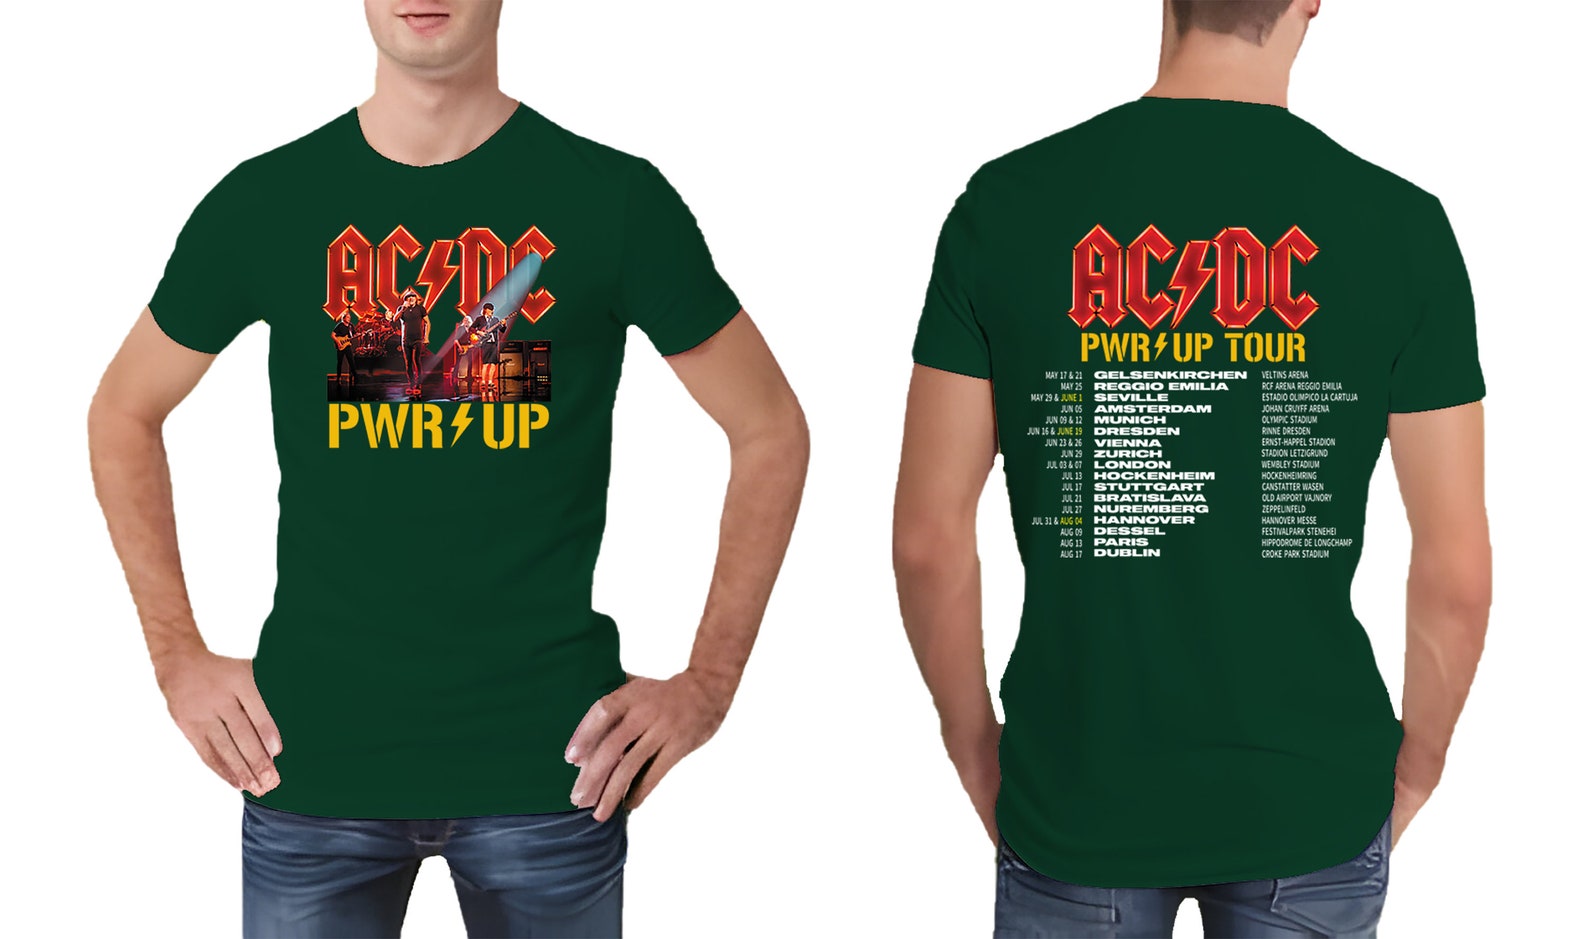 AC⚡DC
PWR⚡UP
AC⚡DC
PWR⚡UP TOUR
MAY 17 & 21 GELSENKIRCHEN VELTINS ARENA
MAY 25 REGGIO EMILIA RCF ARENA REGGIO EMILIA
MAY 29 & JUNE 1 SEVILLE ESTADIO OLIMPICO LA CARTUJA
JUN 05 AMSTERDAM JOHAN CRUIFF ARENA
JUN 09 & 12 MUNICH OLYMPIC STADIUM
JUN 16 & JUNE 19 DRESDEN RINNE DRESDEN
JUN 23 & 26 VIENNA ERNST-HAPPEL STADION
JUN 29 ZURICH STADION LETZIGRUND
JUL 03 & 07 LONDON WEMBLEY STADIUM
JUL 13 HOCKENHEIM HOCKENHEIMRING
JUL 17 STUTTGART CANSTATTER WASEN
JUL 21 BRATISLAVA OLD AIRPORT VAJNORY
JUL 27 NUREMBERG ZEPPELINFELD
JUL 31 & AUG 04 HANNOVER HANNOVER MESSE
AUG 09 DESSEL FESTIVALPARK STENEHEI
AUG 13 PARIS HIPPODROME DE LONGCHAMP
AUG 17 DUBLIN CROKE PARK STADIUM